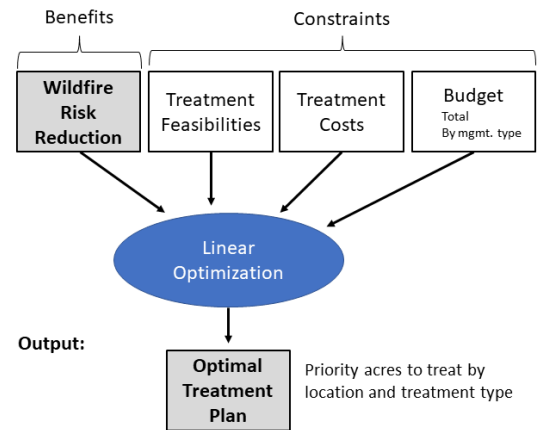 Benefits
Constraints
Wildfire
Risk
Reduction
Treatment
Feasibilities
Treatment
Costs
Budget
Total
By mgmt. type
Linear
Optimization
Output:
Optimal
Treatment
Plan
Priority acres to treat by
location and treatment type